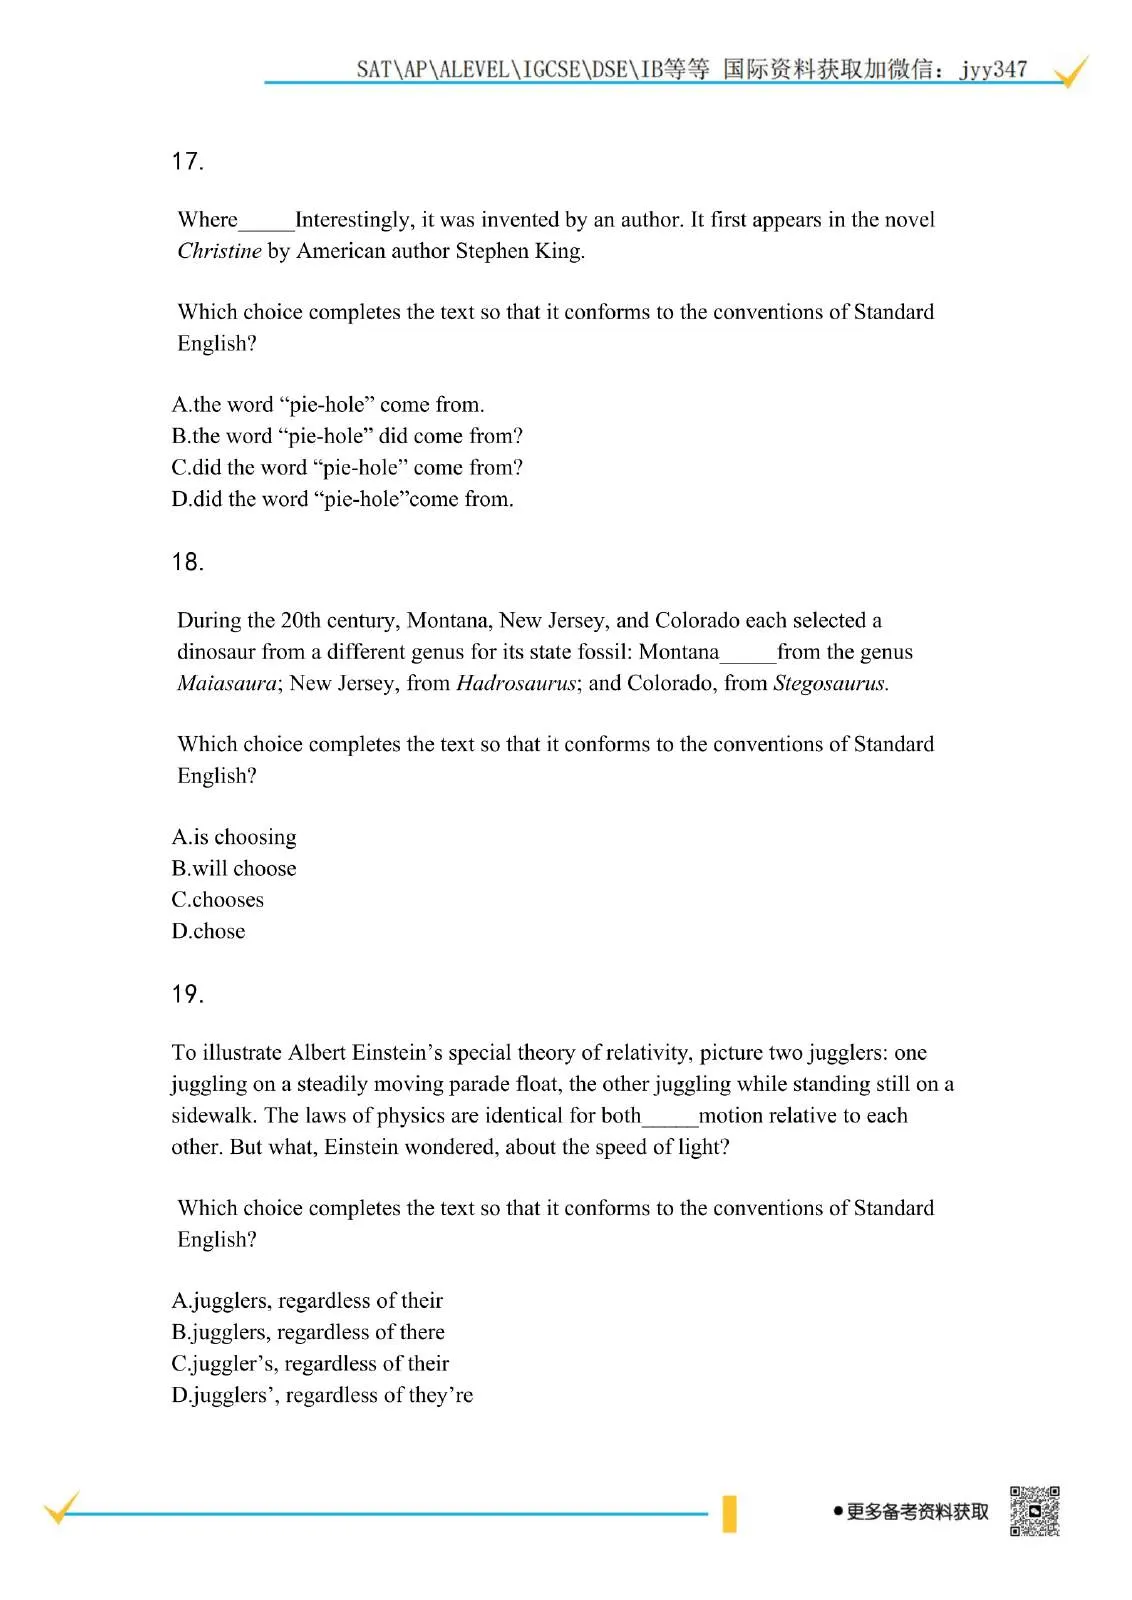 SAT\AP\ALEVEL\IGCSE\DSE\IB等等 国际资料获取加微信：jyy347
17.
Where_____Interestingly, it was invented by an author. It first appears in the novel
Christine by American author Stephen King.
Which choice completes the text so that it conforms to the conventions of Standard
English?
A.the word “pie-hole” come from.
B.the word “pie-hole” did come from?
C.did the word “pie-hole” come from?
D.did the word “pie-hole”come from.
18.
During the 20th century, Montana, New Jersey, and Colorado each selected a
dinosaur from a different genus for its state fossil: Montana_____from the genus
Maiasaura; New Jersey, from Hadrosaurus; and Colorado, from Stegosaurus.
Which choice completes the text so that it conforms to the conventions of Standard
English?
A.is choosing
B.will choose
C.chooses
D.chose
19.
To illustrate Albert Einstein’s special theory of relativity, picture two jugglers: one
juggling on a steadily moving parade float, the other juggling while standing still on a
sidewalk. The laws of physics are identical for both_____motion relative to each
other. But what, Einstein wondered, about the speed of light?
Which choice completes the text so that it conforms to the conventions of Standard
English?
A.jugglers, regardless of their
B.jugglers, regardless of there
C.juggler’s, regardless of their
D.jugglers’, regardless of they’re
●更多备考资料获取